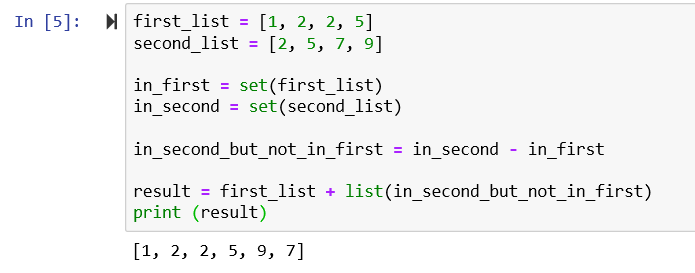 In [5]:
first_list = [1, 2, 2, 5]
second_list = [2, 5, 7, 9]
in_first = set(first_list)
in_second = set(second_list)
in_second_but_not_in_first = in_second - in_first
result = first_list + list(in_second_but_not_in_first)
print (result)
[1, 2, 2, 5, 9, 7]